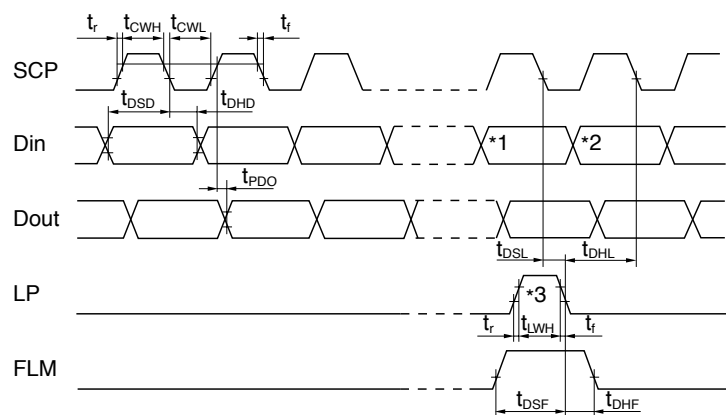 tr tCWH tCWL tf
SCP
tDSD tDHD
Din *1 *2
tPDO
Dout
tDSL tDHL
LP *3
tr tLWH tf
FLM
tDSF tDHF